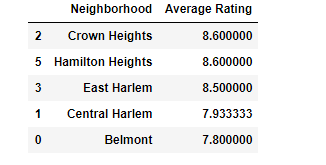 Neighborhood Average Rating
2 Crown Heights 8.600000
5 Hamilton Heights 8.600000
3 East Harlem 8.500000
1 Central Harlem 7.933333
0 Belmont 7.800000